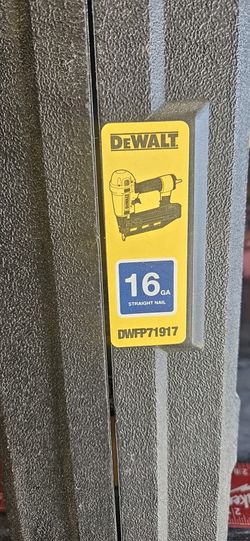 DEWALT
16 GA
STRAIGHT NAIL
DWFP71917